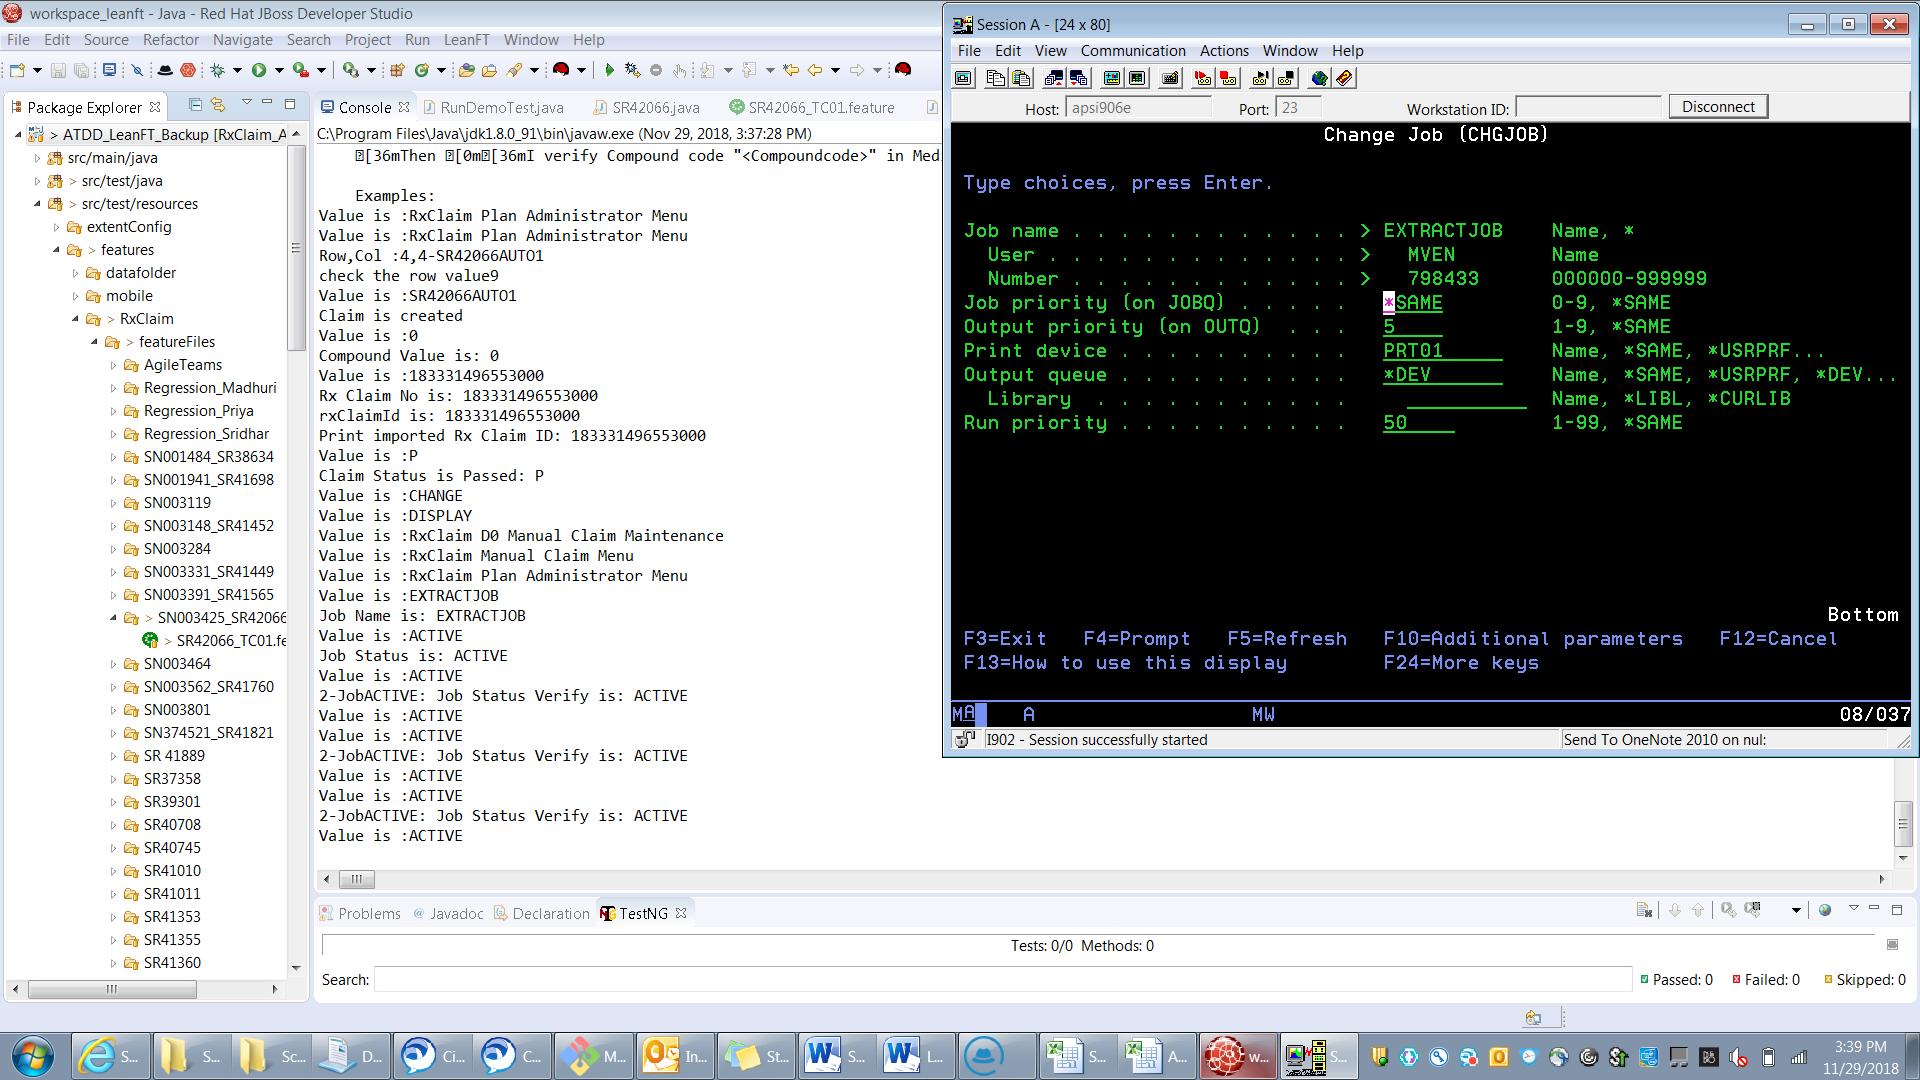 workspace_leanft - Java - Red Hat JBoss Developer Studio
File Edit Source Refactor Navigate Search Project Run LeanFT Window Help
Package Explorer
ATDD_LeanFT_Backup [RxClaim_A
src/main/java
> src/test/java
> src/test/resources
extentConfig
> features
datafolder
mobile
> RxClaim
> featureFiles
AgileTeams
Regression_Madhuri
Regression_Priya
Regression_Sridhar
SN001484_SR38634
SN001941_SR41698
SN003119
SN003148_SR41452
SN003284
SN003331_SR41449
SN003391_SR41565
> SN003425_SR42066
> SR42066_TC01.fe
SN003464
SN003562_SR41760
SN003801
SN374521_SR41821
SR 41889
SR37358
SR39301
SR40708
SR40745
SR41010
SR41011
SR41353
SR41355
SR41360
Console RunDemoTest.java SR42066.java SR42066_TC01.feature
C:\Program Files\Java\jdk1.8.0_91\bin\javaw.exe (Nov 29, 2018, 3:37:28 PM)
[36mThen [0m[36mI verify Compound code "<Compoundcode>" in Med
Examples:
Value is :RxClaim Plan Administrator Menu
Value is :RxClaim Plan Administrator Menu
Row,Col :4,4-SR42066AUTO1
check the row value9
Value is :SR42066AUTO1
Claim is created
Value is :0
Compound Value is: 0
Value is :183331496553000
Rx Claim No is: 183331496553000
rxClaimId is: 183331496553000
Print imported Rx Claim ID: 183331496553000
Value is :P
Claim Status is Passed: P
Value is :CHANGE
Value is :DISPLAY
Value is :RxClaim D0 Manual Claim Maintenance
Value is :RxClaim Manual Claim Menu
Value is :RxClaim Plan Administrator Menu
Value is :EXTRACTJOB
Job Name is: EXTRACTJOB
Value is :ACTIVE
Job Status is: ACTIVE
Value is :ACTIVE
2-JobACTIVE: Job Status Verify is: ACTIVE
Value is :ACTIVE
Value is :ACTIVE
2-JobACTIVE: Job Status Verify is: ACTIVE
Value is :ACTIVE
Value is :ACTIVE
2-JobACTIVE: Job Status Verify is: ACTIVE
Value is :ACTIVE
Problems @ Javadoc Declaration TestNG
Tests: 0/0 Methods: 0
Search: Passed: 0 Failed: 0 Skipped: 0
Session A - [24 x 80]
File Edit View Communication Actions Window Help
Host: apsi906e Port: 23 Workstation ID: Disconnect
Change Job (CHGJOB)
Type choices, press Enter.
Job name . . . . . . . . . . . . > EXTRACTJOB Name, *
User . . . . . . . . . . . . . > MVEN Name
Number . . . . . . . . . . . . > 798433 000000-999999
Job priority (on JOBQ) . . . . . *SAME 0-9, *SAME
Output priority (on OUTQ) . . . 5 1-9, *SAME
Print device . . . . . . . . . . PRT01 Name, *SAME, *USRPRF...
Output queue . . . . . . . . . . *DEV Name, *SAME, *USRPRF, *DEV...
Library . . . . . . . . . . . Name, *LIBL, *CURLIB
Run priority . . . . . . . . . . 50 1-99, *SAME
Bottom
F3=Exit F4=Prompt F5=Refresh F10=Additional parameters F12=Cancel
F13=How to use this display F24=More keys
MA A MW 08/037
I902 - Session successfully started Send To OneNote 2010 on nul:
S... S... Sc... D... Ci... C... M... In... St... S... L... S... A... w... S...
3:39 PM
11/29/2018